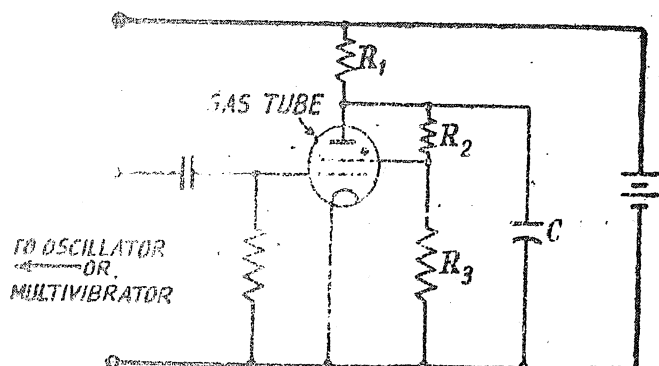 R1
GAS TUBE
R2
C
R3
TO OSCILLATOR
OR
MULTIVIBRATOR